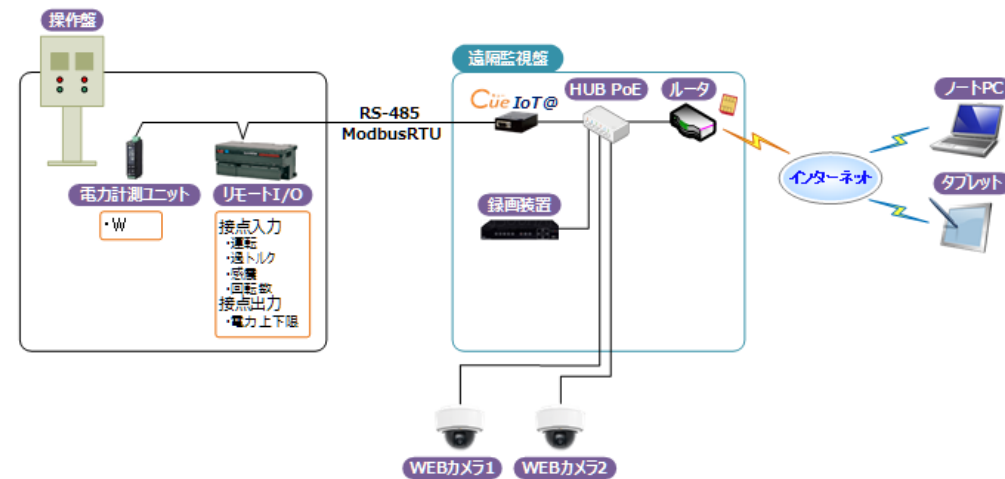 操作盤
電力計測ユニット
・W
リモートI/O
接点入力
・運転
・過トルク
・感震
・回転数
接点出力
・電力上下限
RS-485
ModbusRTU
遠隔監視盤
Cue IoT@
HUB PoE
ルータ
録画装置
WEBカメラ1
WEBカメラ2
インターネット
ノートPC
タブレット